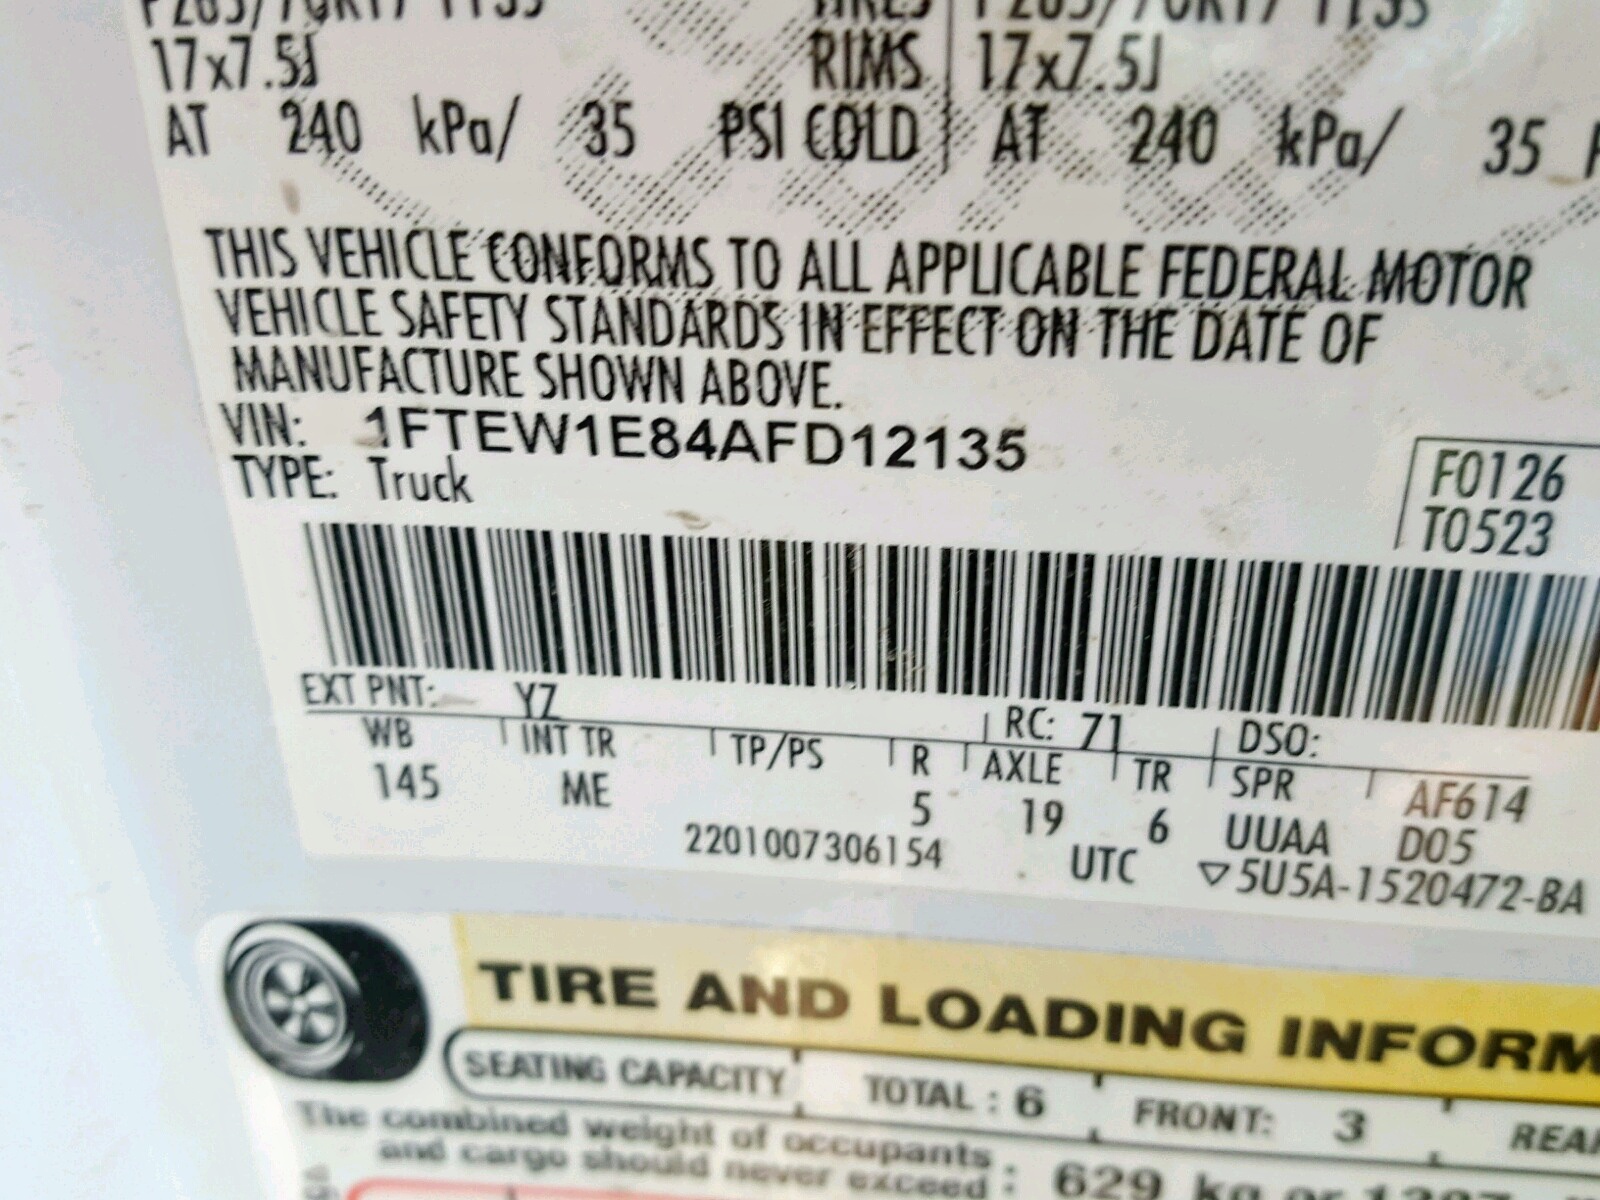 17x7.5J RIMS 17x7.5J
AT 240 kPa/ 35 PSI COLD AT 240 kPa/ 35
THIS VEHICLE CONFORMS TO ALL APPLICABLE FEDERAL MOTOR
VEHICLE SAFETY STANDARDS IN EFFECT ON THE DATE OF
MANUFACTURE SHOWN ABOVE.
VIN: 1FTEW1E84AFD12135
TYPE: Truck
F0126
T0523
EXT PNT: YZ RC: 71 DSO:
WB INT TR TP/PS R AXLE TR SPR AF614
145 ME 5 19 6 UUAA D05
2201007306154 UTC ▽5U5A-1520472-BA
TIRE AND LOADING INFORM
SEATING CAPACITY TOTAL : 6 FRONT: 3 REAR
The combined weight of occupants
and cargo should never exceed : 629 kg or